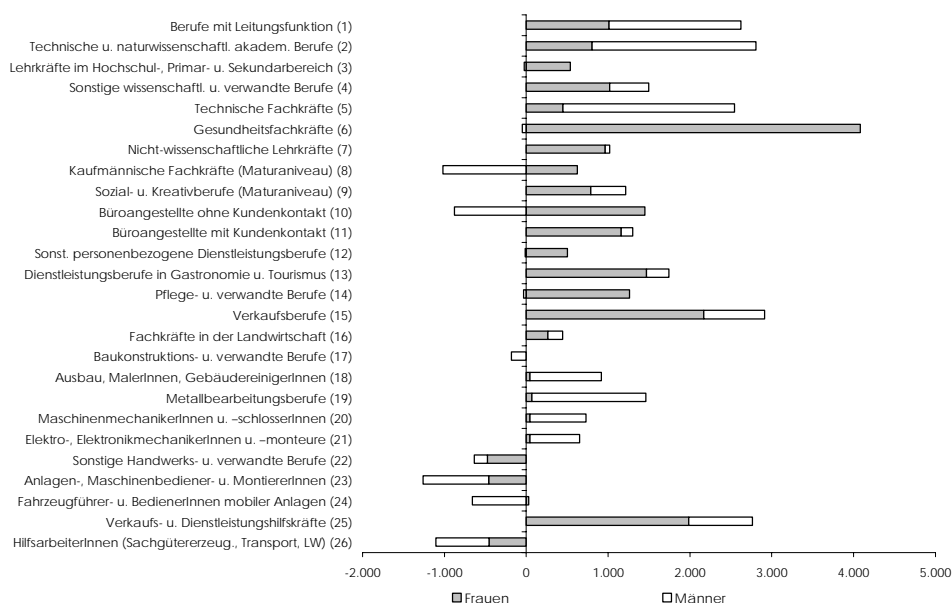 Berufe mit Leitungsfunktion (1)
Technische u. naturwissenschaftl. akadem. Berufe (2)
Lehrkräfte im Hochschul-, Primar- u. Sekundarbereich (3)
Sonstige wissenschaftl. u. verwandte Berufe (4)
Technische Fachkräfte (5)
Gesundheitsfachkräfte (6)
Nicht-wissenschaftliche Lehrkräfte (7)
Kaufmännische Fachkräfte (Maturaniveau) (8)
Sozial- u. Kreativberufe (Maturaniveau) (9)
Büroangestellte ohne Kundenkontakt (10)
Büroangestellte mit Kundenkontakt (11)
Sonst. personenbezogene Dienstleistungsberufe (12)
Dienstleistungsberufe in Gastronomie u. Tourismus (13)
Pflege- u. verwandte Berufe (14)
Verkaufsberufe (15)
Fachkräfte in der Landwirtschaft (16)
Baukonstruktions- u. verwandte Berufe (17)
Ausbau, MalerInnen, GebäudereinigerInnen (18)
Metallbearbeitungsberufe (19)
MaschinenmechanikerInnen u. –schlosserInnen (20)
Elektro-, ElektronikmechanikerInnen u. –monteure (21)
Sonstige Handwerks- u. verwandte Berufe (22)
Anlagen-, Maschinenbediener- u. MontiererInnen (23)
Fahrzeugführer- u. BedienerInnen mobiler Anlagen (24)
Verkaufs- u. Dienstleistungshilfskräfte (25)
HilfsarbeiterInnen (Sachgütererzeug., Transport, LW) (26)
-2.000 -1.000 0 1.000 2.000 3.000 4.000 5.000
Frauen Männer